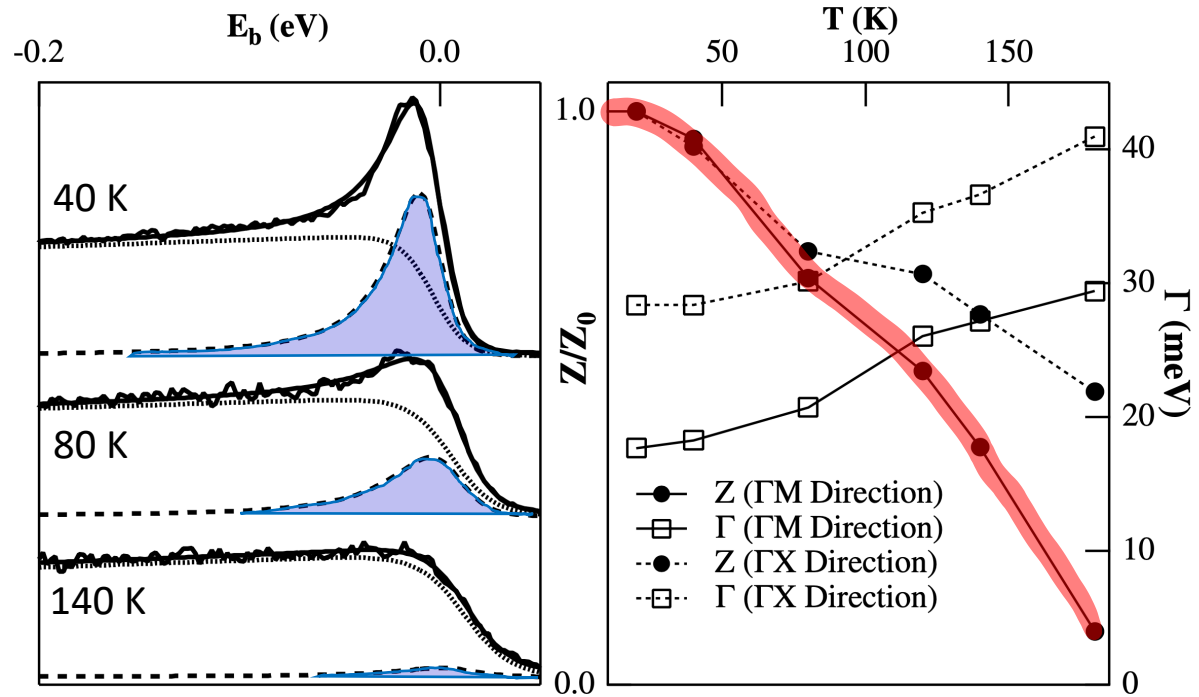 E_b (eV)
-0.2
0.0
40 K
80 K
140 K
T (K)
50
100
150
1.0
0.0
Z/Z_0
40
30
20
10
0
Γ (meV)
Z (ΓM Direction)
Γ (ΓM Direction)
Z (ΓX Direction)
Γ (ΓX Direction)